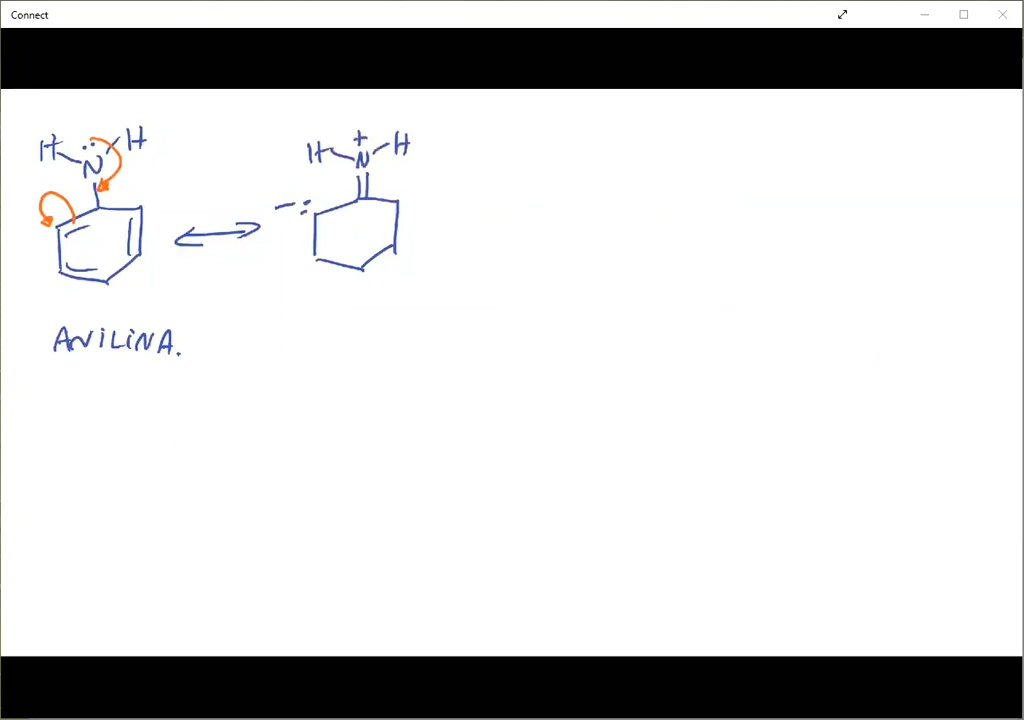 Connect
H N H
H N + H
− :
ANILINA.